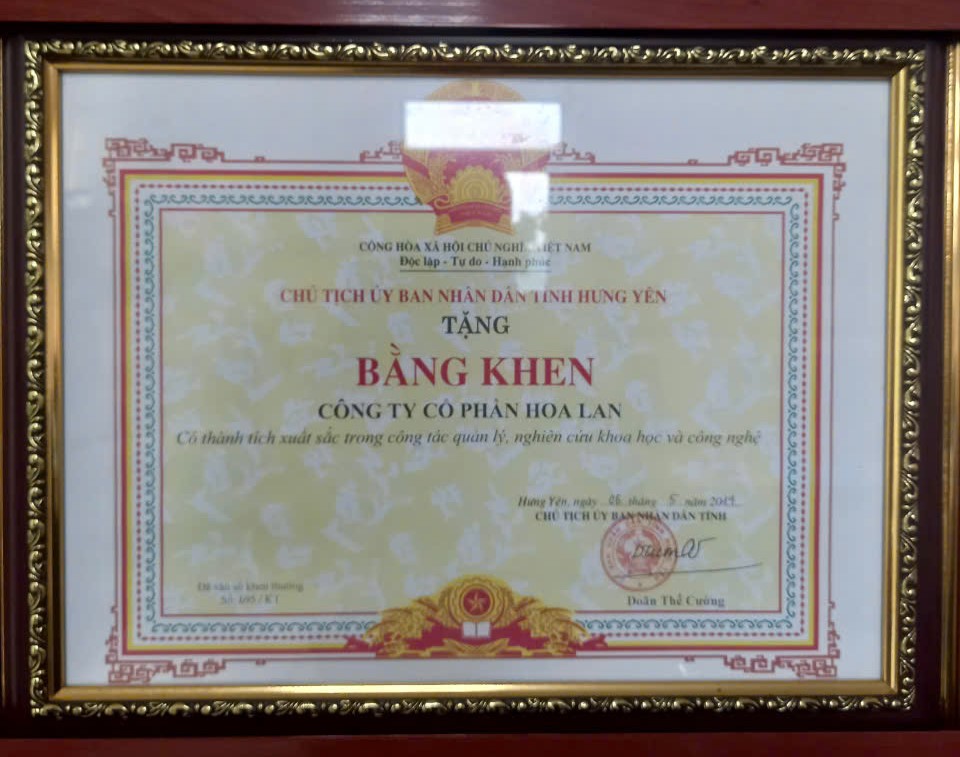 CỘNG HÒA XÃ HỘI CHỦ NGHĨA VIỆT NAM
Độc lập - Tự do - Hạnh phúc
CHỦ TỊCH ỦY BAN NHÂN DÂN TỈNH HƯNG YÊN
TẶNG
BẰNG KHEN
CÔNG TY CỔ PHẦN HOA LAN
Có thành tích xuất sắc trong công tác quản lý, nghiên cứu khoa học và công nghệ
Hưng Yên, ngày 06 tháng 5 năm
CHỦ TỊCH ỦY BAN NHÂN DÂN TỈNH
Doãn Thế Cường
Đã vào sổ khen thưởng
Số: 695 / KT